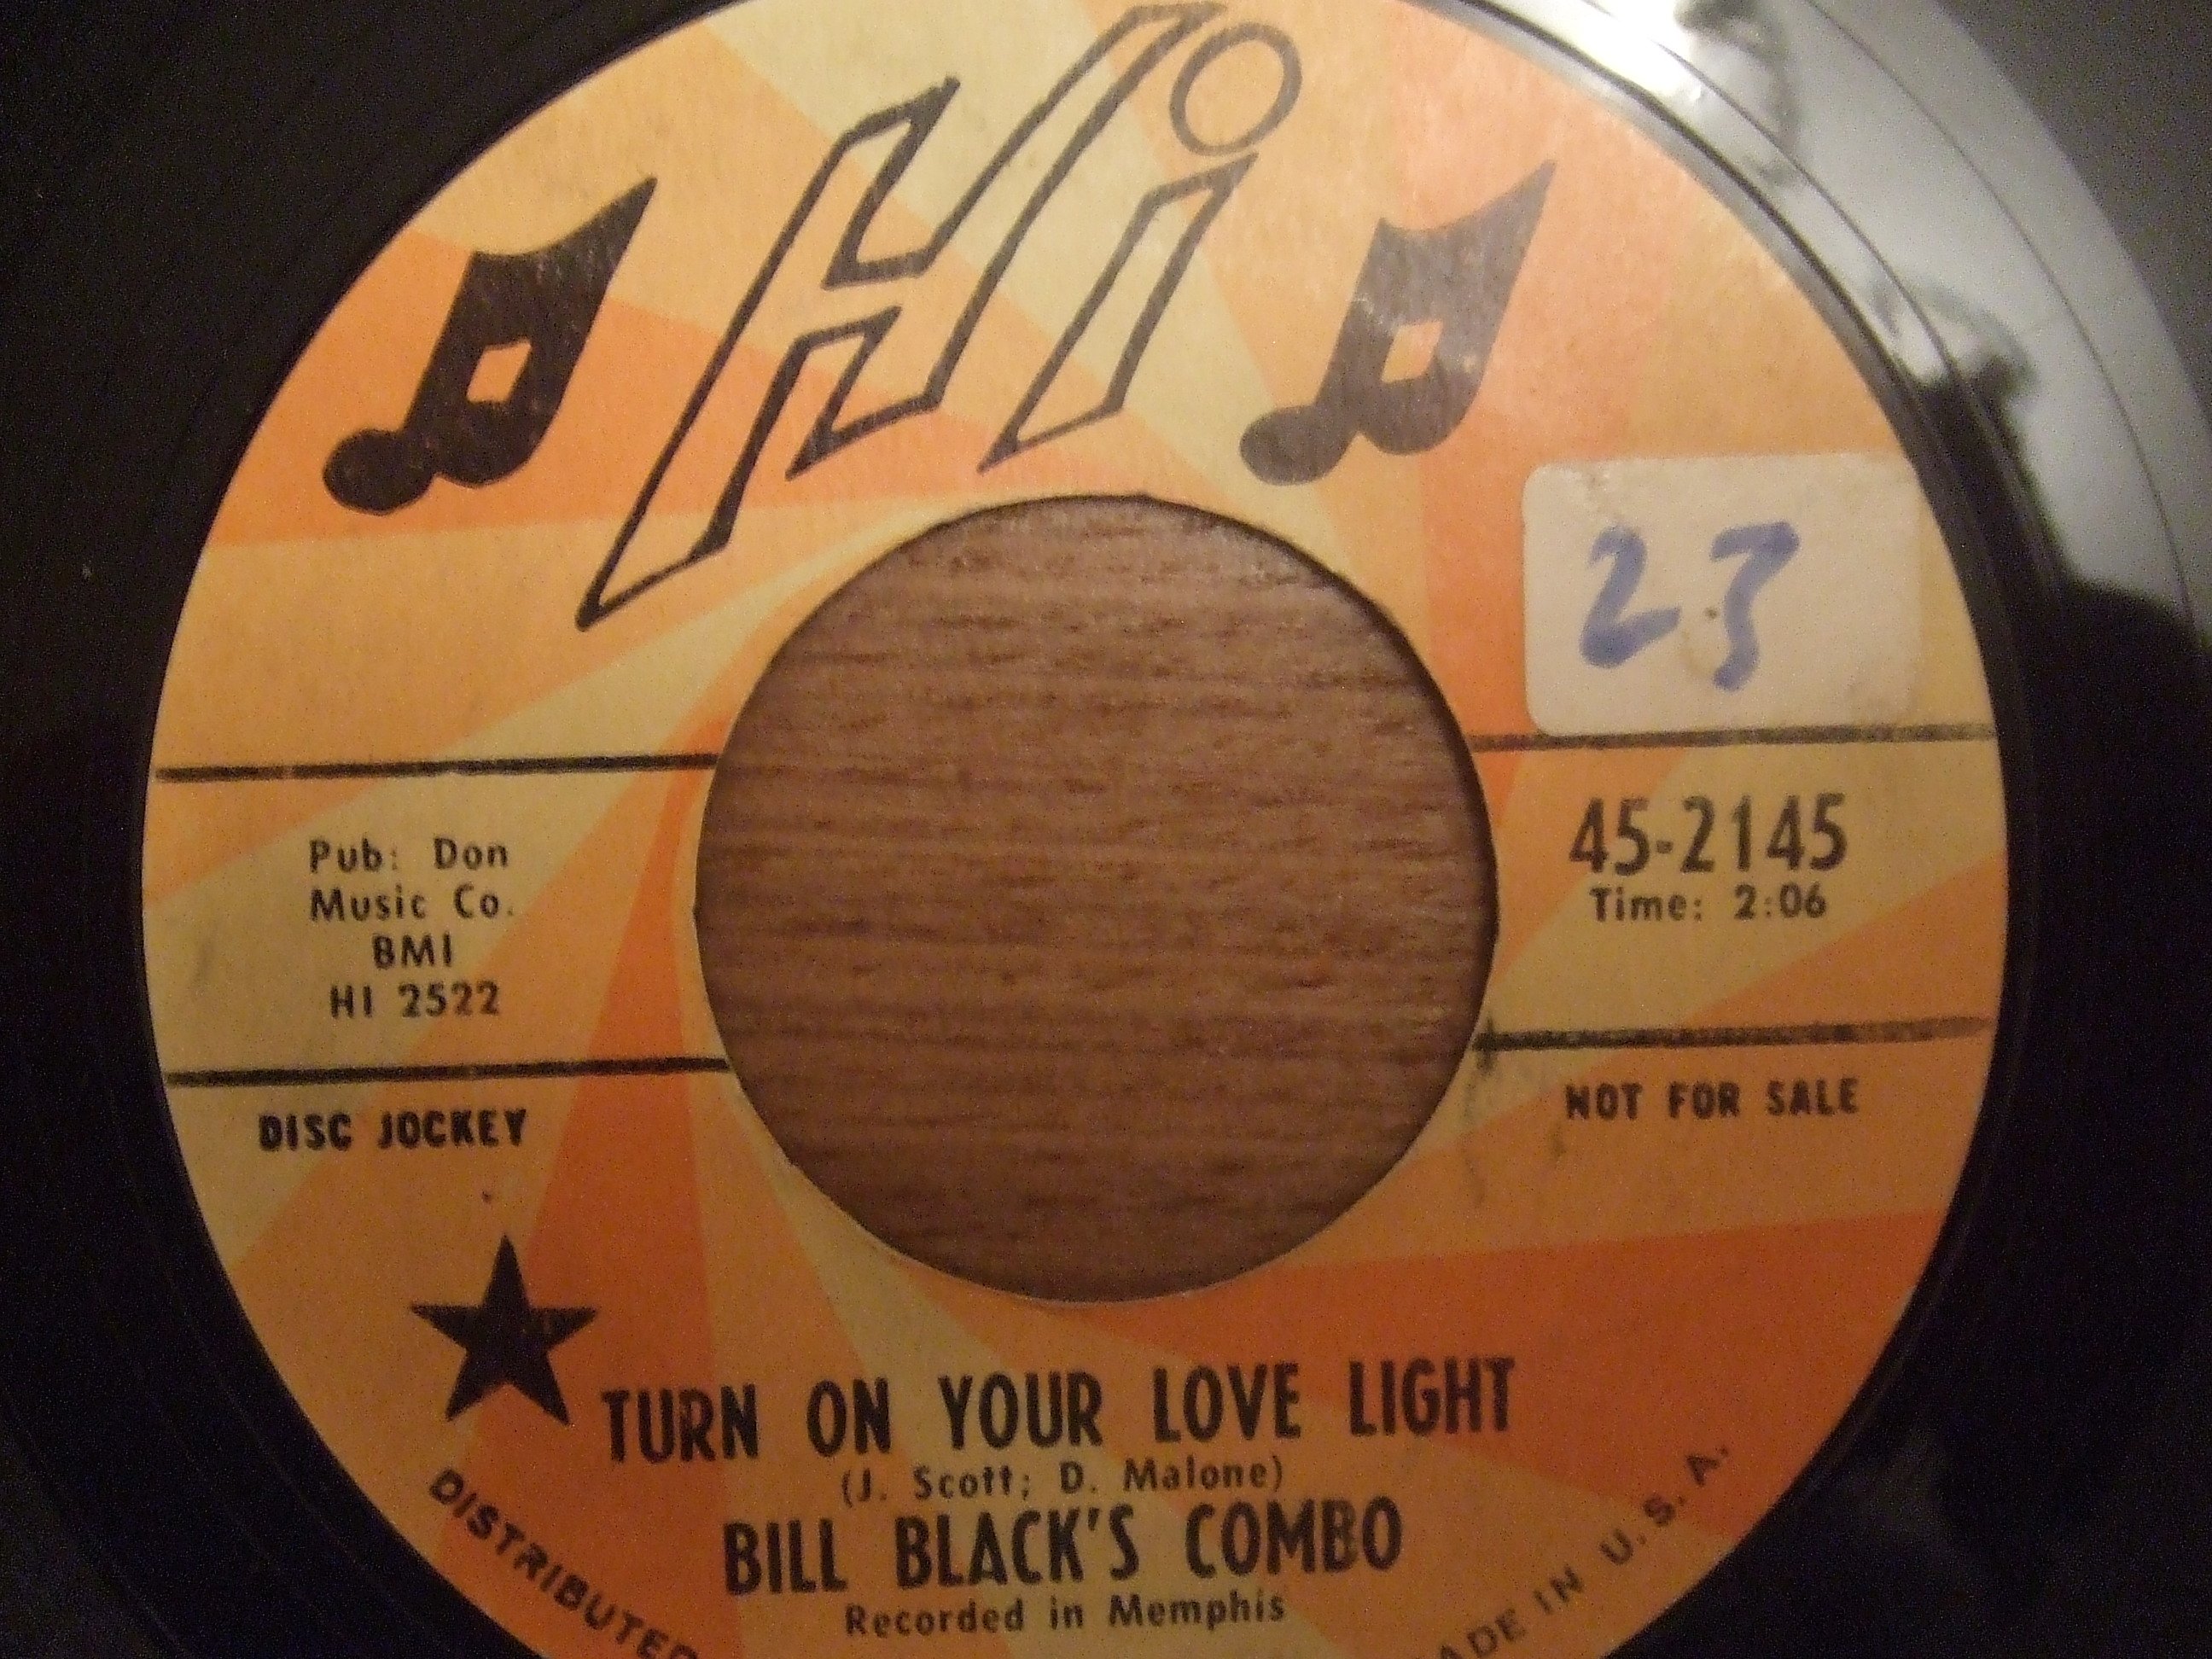 Hi
23
Pub: Don
Music Co.
BMI
HI 2522
45-2145
Time: 2:06
DISC JOCKEY
NOT FOR SALE
TURN ON YOUR LOVE LIGHT
(J. Scott; D. Malone)
BILL BLACK'S COMBO
Recorded in Memphis
DISTRIBUTED
ADE IN U.S.A.